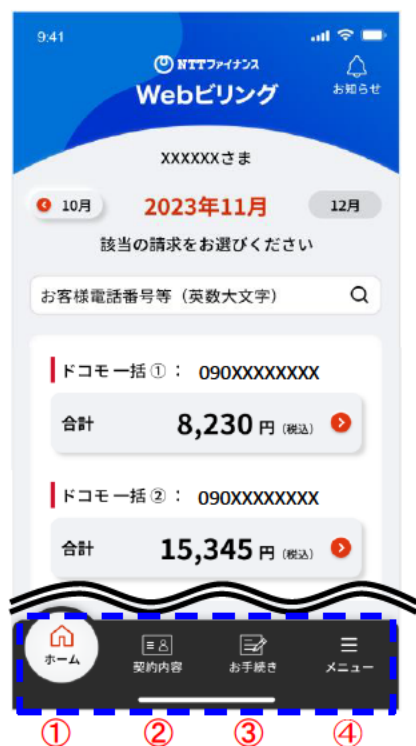 9:41
NTTファイナンス
Webビリング
お知らせ
XXXXXXさま
10月
2023年11月
12月
該当の請求をお選びください
お客様電話番号等（英数大文字）
ドコモ一括①： 090XXXXXXXX
合計 8,230 円（税込）
ドコモ一括②： 090XXXXXXXX
合計 15,345 円（税込）
ホーム 契約内容 お手続き メニュー
① ② ③ ④